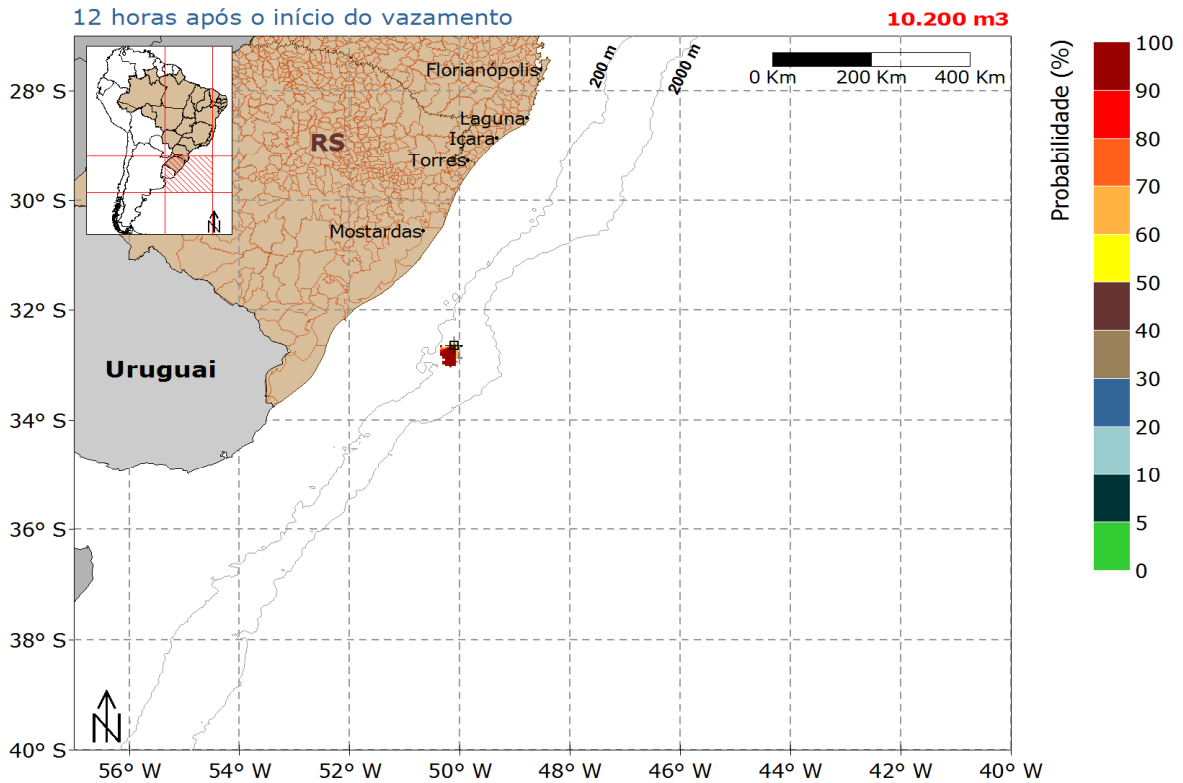 12 horas após o início do vazamento
10.200 m3
Probabilidade (%)
100
90
80
70
60
50
40
30
20
10
5
0
0 Km
200 Km
400 Km
200 m
2000 m
Florianópolis
Laguna
Içara
Torres
Mostardas
RS
Uruguai
N
N
28° S
30° S
32° S
34° S
36° S
38° S
40° S
56° W
54° W
52° W
50° W
48° W
46° W
44° W
42° W
40° W